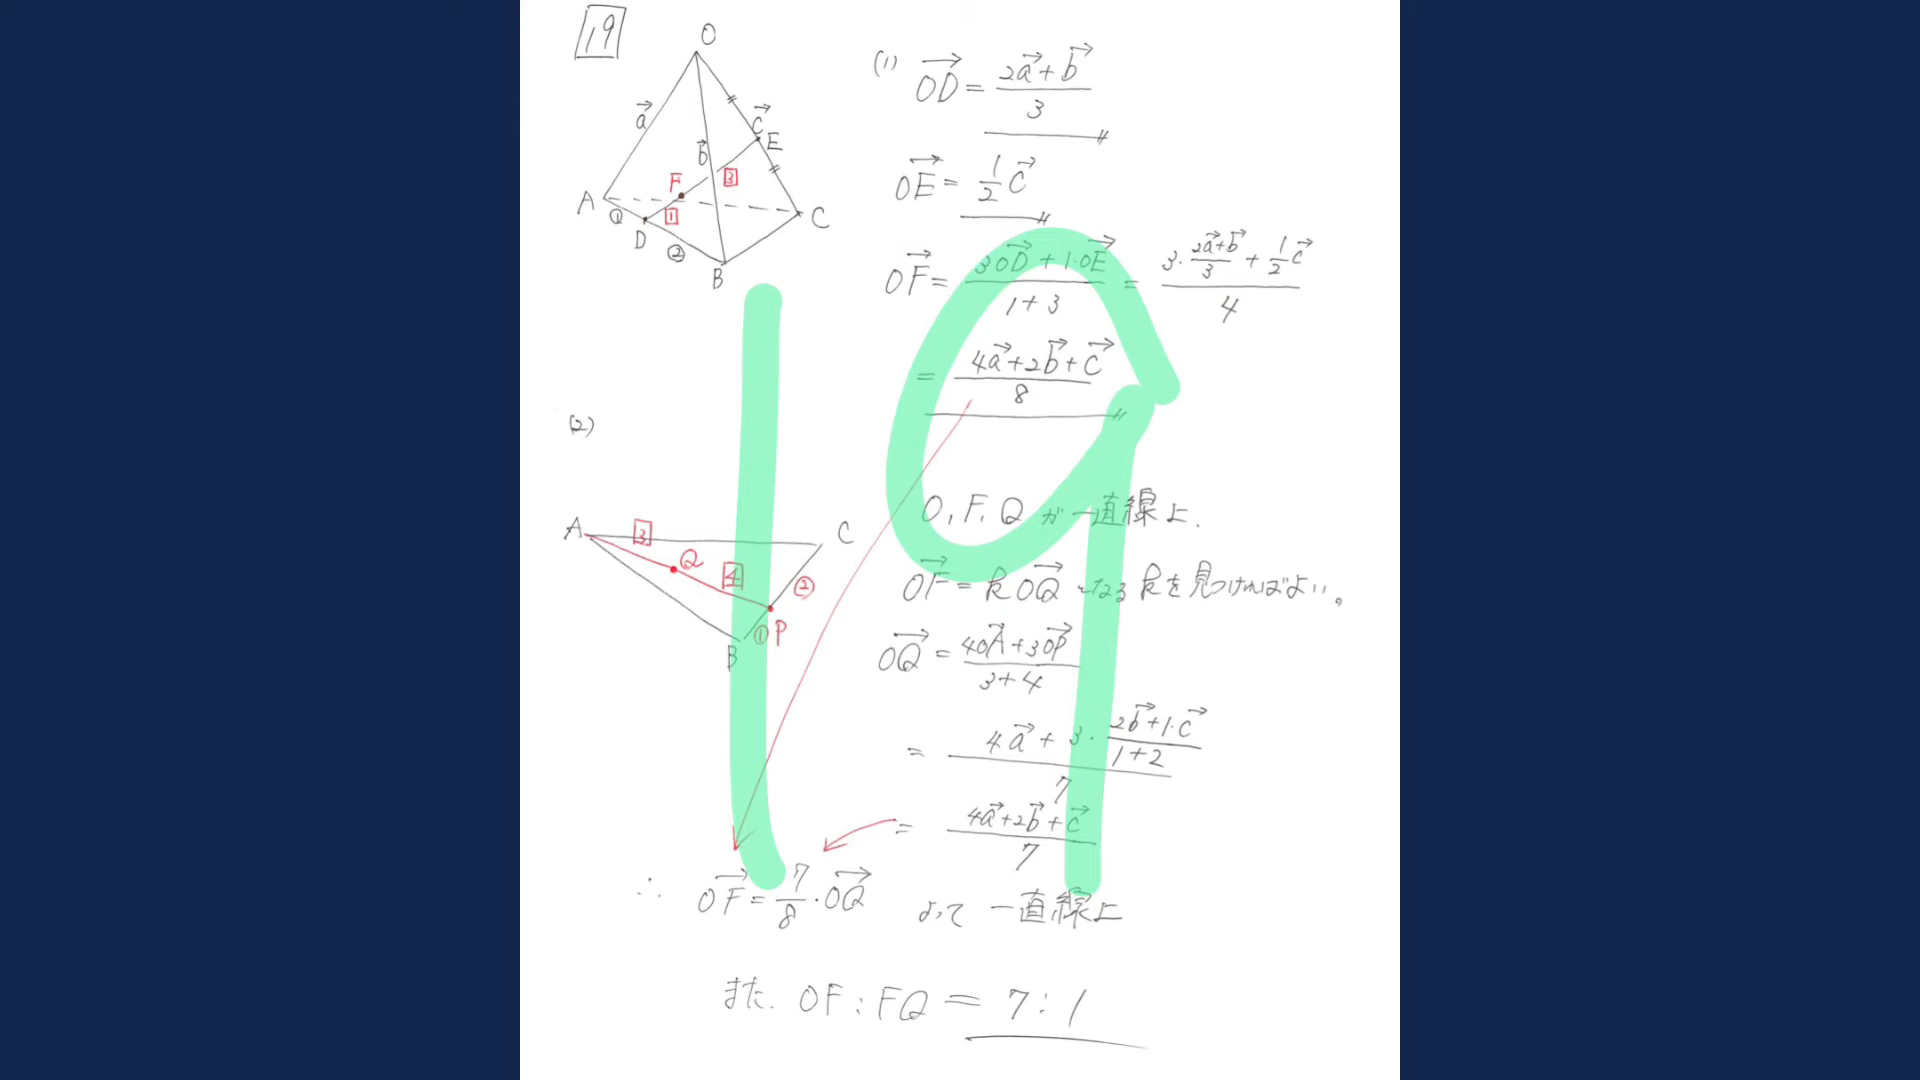 19
O
a⃗
c⃗
E
b⃗
F
3
A
①
1
D
②
C
B
(1) OD⃗ = (2a⃗+b⃗)/3
OE⃗ = 1/2 c⃗
OF⃗ = (3OD⃗ + 1·OE⃗)/(1+3) = (3·(2a⃗+b⃗)/3 + 1/2 c⃗)/4
= (4a⃗+2b⃗+c⃗)/8
(2)
A
3
C
Q
4
②
①
P
B
O, F, Q が一直線上.
OF⃗ = kOQ⃗ となるkを見つければよい。
OQ⃗ = (4OA⃗+3OP⃗)/(3+4)
= (4a⃗ + 3·(2b⃗+1·c⃗)/(1+2))/7
= (4a⃗+2b⃗+c⃗)/7
∴ OF⃗ = 7/8·OQ⃗ よって 一直線上
また. OF:FQ = 7:1
19